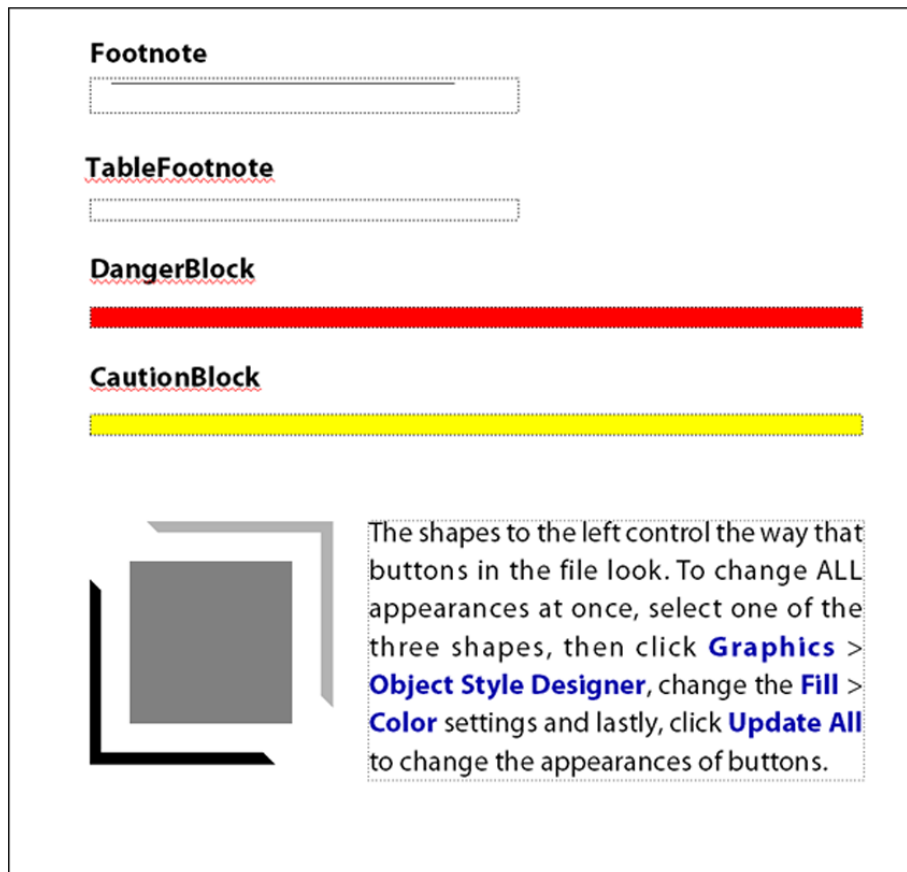 Footnote
TableFootnote
DangerBlock
CautionBlock
The shapes to the left control the way that
buttons in the file look. To change ALL
appearances at once, select one of the
three shapes, then click Graphics >
Object Style Designer, change the Fill >
Color settings and lastly, click Update All
to change the appearances of buttons.